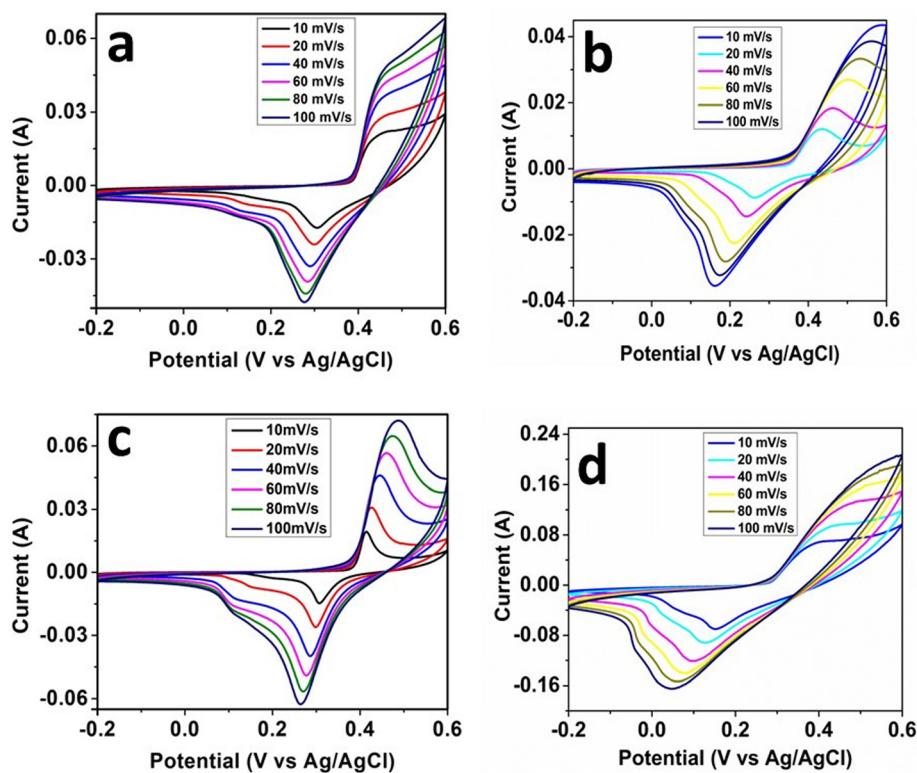 a
10 mV/s
20 mV/s
40 mV/s
60 mV/s
80 mV/s
100 mV/s
0.06
0.03
0.00
-0.03
Current (A)
-0.2 0.0 0.2 0.4 0.6
Potential (V vs Ag/AgCl)
b
10 mV/s
20 mV/s
40 mV/s
60 mV/s
80 mV/s
100 mV/s
0.04
0.02
0.00
-0.02
-0.04
Current (A)
-0.2 0.0 0.2 0.4 0.6
Potential (V vs Ag/AgCl)
c
10mV/s
20mV/s
40mV/s
60mV/s
80mV/s
100mV/s
0.06
0.03
0.00
-0.03
-0.06
Current (A)
-0.2 0.0 0.2 0.4 0.6
Potential (V vs Ag/AgCl)
d
10 mV/s
20 mV/s
40 mV/s
60 mV/s
80 mV/s
100 mV/s
0.24
0.16
0.08
0.00
-0.08
-0.16
Current (A)
-0.2 0.0 0.2 0.4 0.6
Potential (V vs Ag/AgCl)